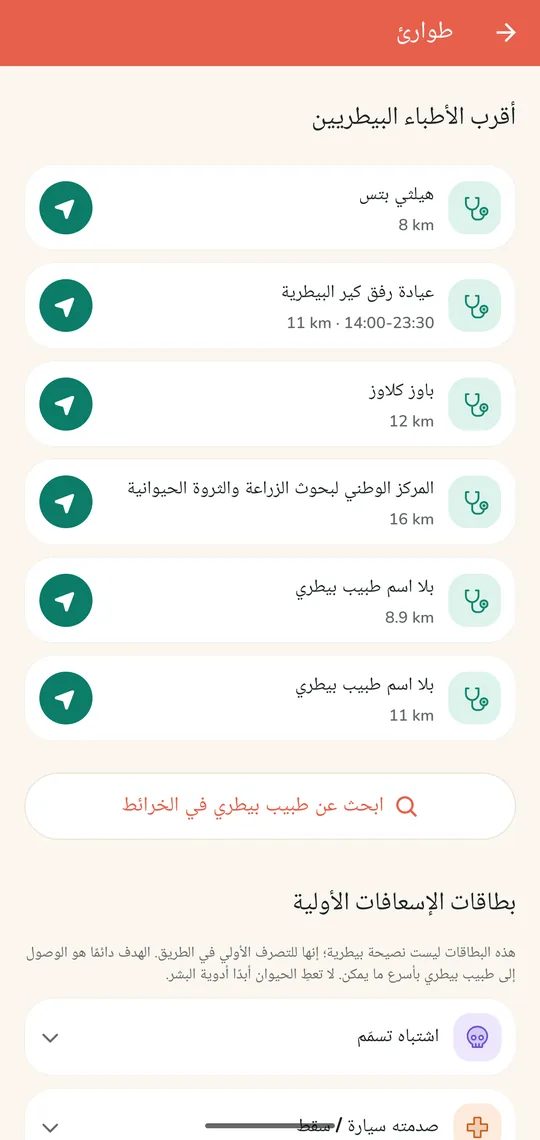 طوارئ
أقرب الأطباء البيطريين
هيلثي بتس
8 km
عيادة رفق كير البيطرية
11 km · 14:00-23:30
باوز كلاوز
12 km
المركز الوطني لبحوث الزراعة والثروة الحيوانية
16 km
بلا اسم طبيب بيطري
8.9 km
بلا اسم طبيب بيطري
11 km
ابحث عن طبيب بيطري في الخرائط
بطاقات الإسعافات الأولية
هذه البطاقات ليست نصيحة بيطرية؛ إنها للتصرف الأولي في الطريق. الهدف دائمًا هو الوصول
إلى طبيب بيطري بأسرع ما يمكن. لا تعطِ الحيوان أبدًا أدوية البشر.
اشتباه تسمّم
صدمته سيارة / سقط